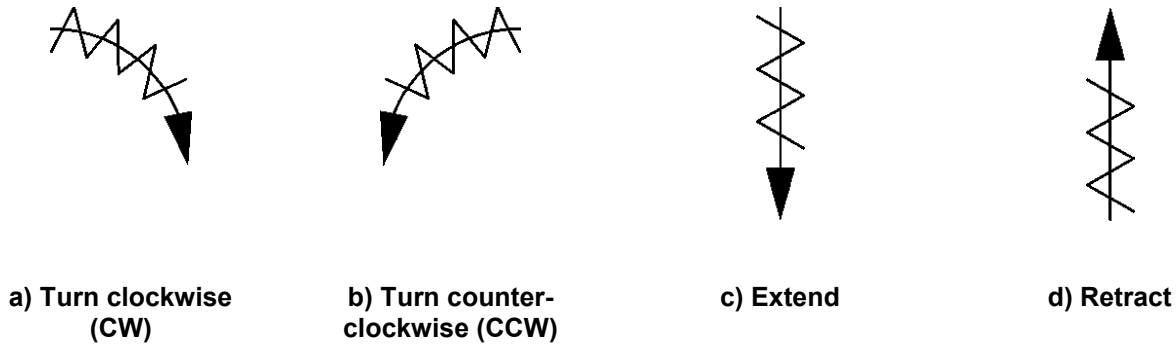 a) Turn clockwise
(CW)
b) Turn counter-
clockwise (CCW)
c) Extend
d) Retract